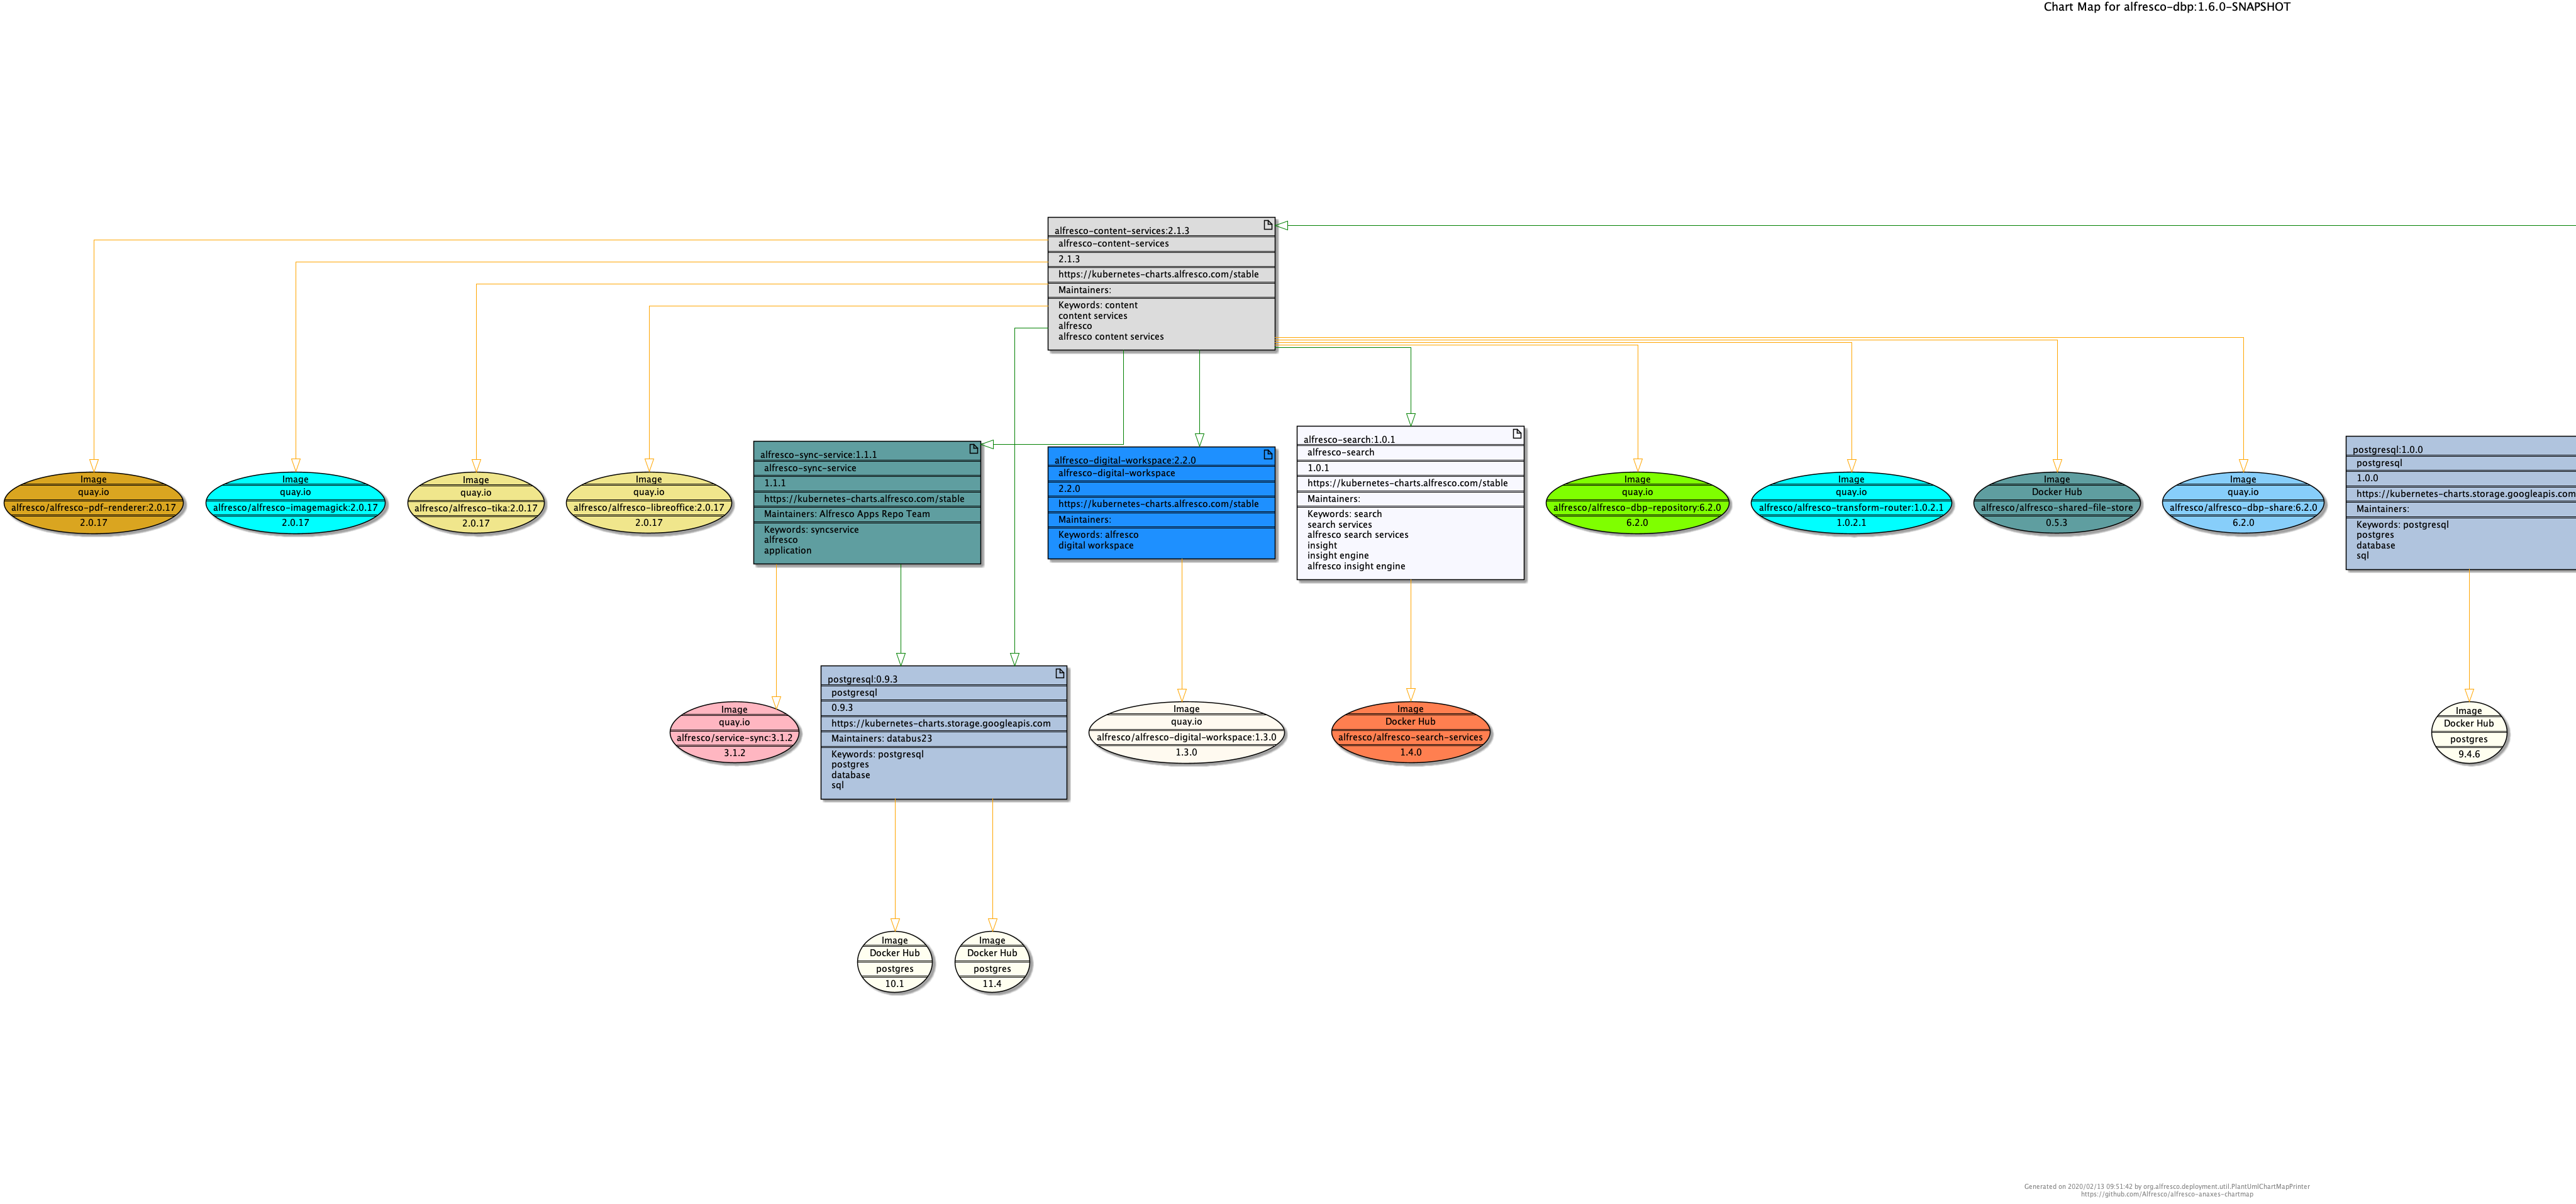 Chart Map for alfresco-dbp:1.6.0-SNAPSHOT
alfresco-content-services:2.1.3
alfresco-content-services
2.1.3
https://kubernetes-charts.alfresco.com/stable
Maintainers:
Keywords: content
content services
alfresco
alfresco content services
Image
quay.io
alfresco/alfresco-pdf-renderer:2.0.17
2.0.17
Image
quay.io
alfresco/alfresco-imagemagick:2.0.17
2.0.17
Image
quay.io
alfresco/alfresco-tika:2.0.17
2.0.17
Image
quay.io
alfresco/alfresco-libreoffice:2.0.17
2.0.17
alfresco-sync-service:1.1.1
alfresco-sync-service
1.1.1
https://kubernetes-charts.alfresco.com/stable
Maintainers: Alfresco Apps Repo Team
Keywords: syncservice
alfresco
application
alfresco-digital-workspace:2.2.0
alfresco-digital-workspace
2.2.0
https://kubernetes-charts.alfresco.com/stable
Maintainers:
Keywords: alfresco
digital workspace
alfresco-search:1.0.1
alfresco-search
1.0.1
https://kubernetes-charts.alfresco.com/stable
Maintainers:
Keywords: search
search services
alfresco search services
insight
insight engine
alfresco insight engine
Image
quay.io
alfresco/alfresco-dbp-repository:6.2.0
6.2.0
Image
quay.io
alfresco/alfresco-transform-router:1.0.2.1
1.0.2.1
Image
Docker Hub
alfresco/alfresco-shared-file-store
0.5.3
Image
quay.io
alfresco/alfresco-dbp-share:6.2.0
6.2.0
postgresql:1.0.0
postgresql
1.0.0
https://kubernetes-charts.storage.googleapis.com
Maintainers:
Keywords: postgresql
postgres
database
sql
Image
quay.io
alfresco/service-sync:3.1.2
3.1.2
postgresql:0.9.3
postgresql
0.9.3
https://kubernetes-charts.storage.googleapis.com
Maintainers: databus23
Keywords: postgresql
postgres
database
sql
Image
quay.io
alfresco/alfresco-digital-workspace:1.3.0
1.3.0
Image
Docker Hub
alfresco/alfresco-search-services
1.4.0
Image
Docker Hub
postgres
9.4.6
Image
Docker Hub
postgres
10.1
Image
Docker Hub
postgres
11.4
Generated on 2020/02/13 09:51:42 by org.alfresco.deployment.util.PlantUmlChartMapPrinter
https://github.com/Alfresco/alfresco-anaxes-chartmap